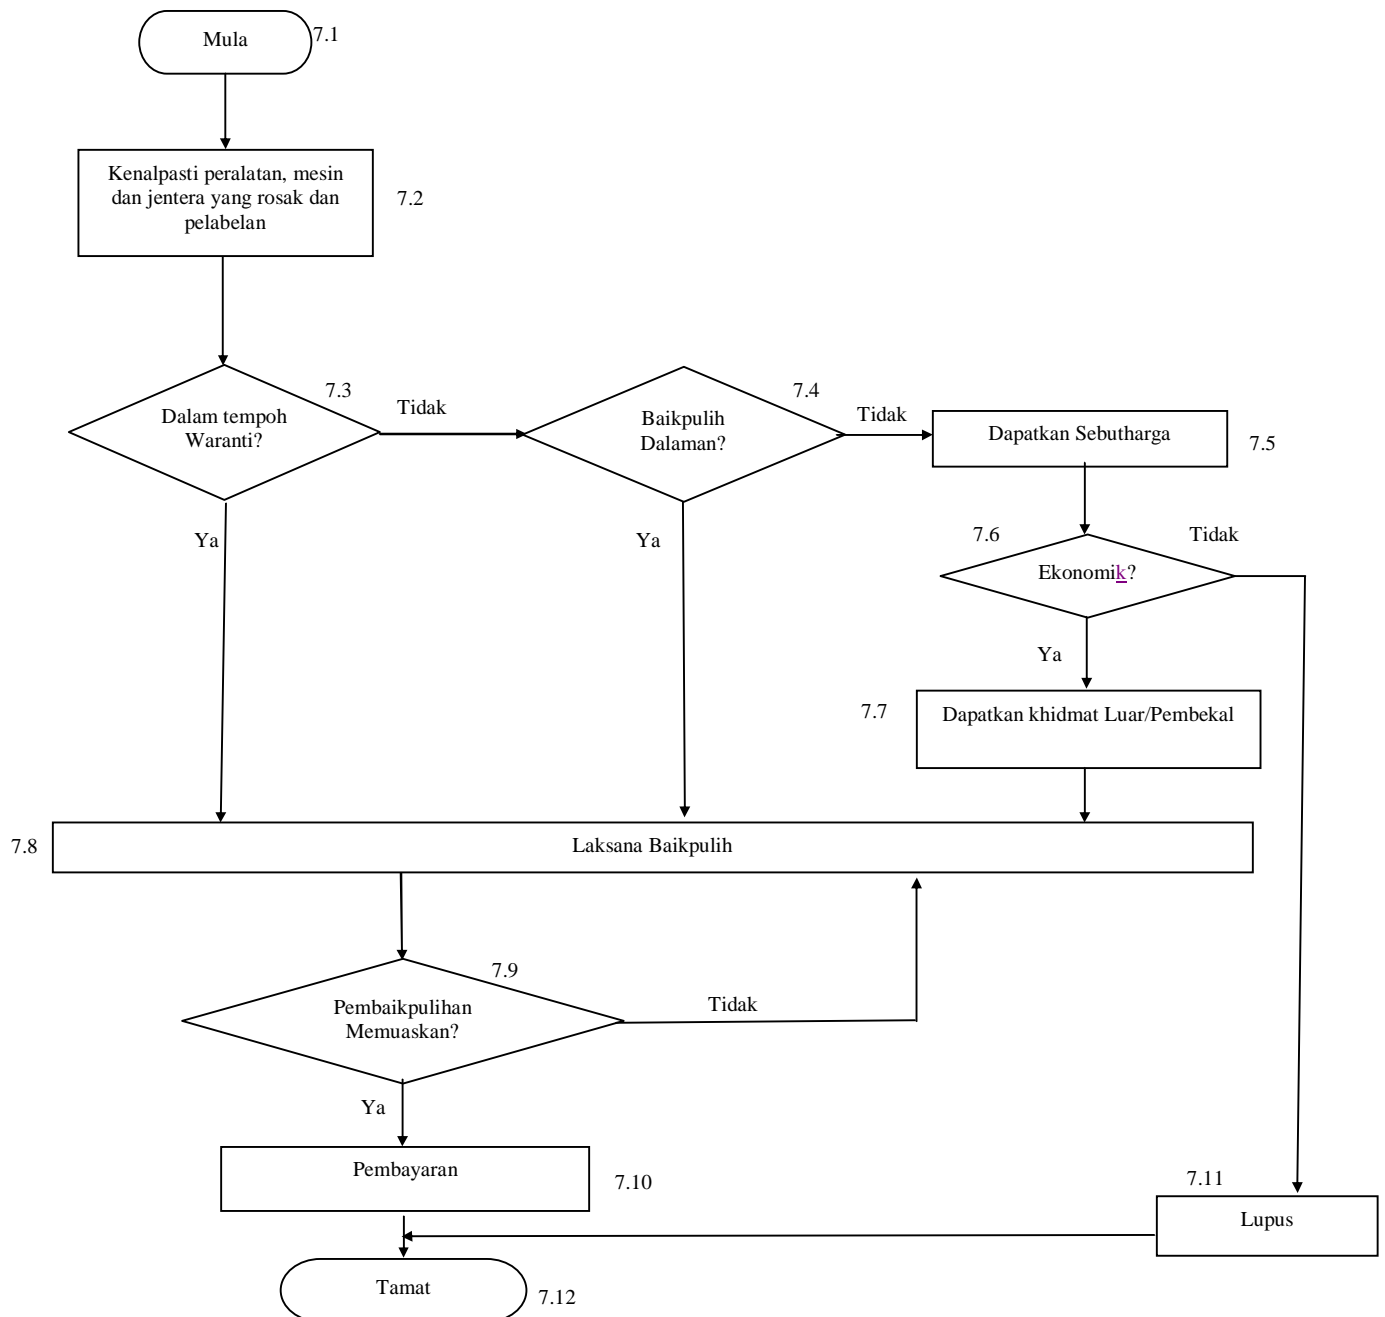 Mula
7.1
Kenalpasti peralatan, mesin
dan jentera yang rosak dan
pelabelan
7.2
Dalam tempoh
Waranti?
7.3
Tidak
Baikpulih
Dalaman?
7.4
Tidak
Dapatkan Sebutharga
7.5
Ya
Ya
7.6
Ekonomik?
Tidak
Ya
7.7
Dapatkan khidmat Luar/Pembekal
7.8
Laksana Baikpulih
7.9
Pembaikpulihan
Memuaskan?
Tidak
Ya
Pembayaran
7.10
7.11
Lupus
Tamat
7.12